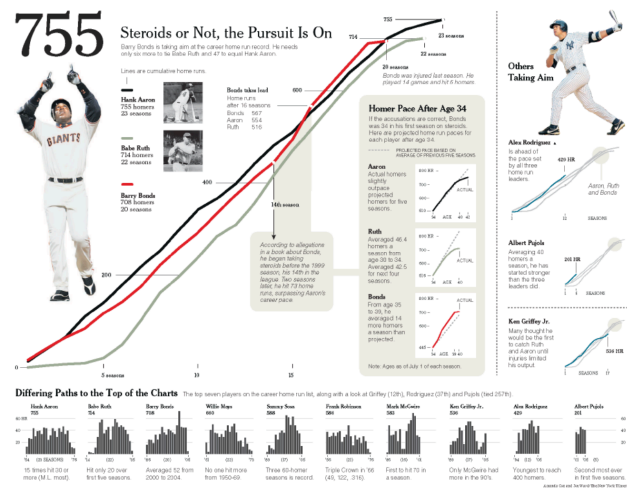 755
Steroids or Not, the Pursuit Is On
Barry Bonds is taking aim at the career home run record. He needs
only six more to tie Babe Ruth and 47 to equal Hank Aaron.
Lines are cumulative home runs.
Hank Aaron
755 homers
23 seasons
Babe Ruth
714 homers
22 seasons
Barry Bonds
708 homers
20 seasons
GIANTS
Bonds takes lead
Home runs
after 16 seasons
Bonds 567
Aaron 554
Ruth 516
755
714
600
400
200
0
23 seasons
22 seasons
20 seasons
Bonds was injured last season. He
played 14 games and hit 5 homers.
14th season
According to allegations
in a book about Bonds,
he began taking
steroids before the 1999
season, his 14th in the
league. Two seasons
later, he hit 73 home
runs, surpassing Aaron's
career pace.
5 seasons
10
15
Homer Pace After Age 34
If the accusations are correct, Bonds
was 34 in his first season on steroids.
Here are projected home run paces for
each player after age 34.
PROJECTED PACE BASED ON
AVERAGE OF PREVIOUS FIVE SEASONS
Aaron
Actual homers
slightly
outpace
projected
homers for five
seasons.
ACTUAL
AGE
Ruth
Averaged 46.4
homers a
season from
age 30 to 34.
Averaged 42.5
for next four
seasons.
ACTUAL
AGE
Bonds
From age 35
to 39, he
averaged 14
more homers
a season than
projected.
ACTUAL
AGE
Note: Ages as of July 1 of each season.
Others
Taking Aim
Alex Rodriguez
Is ahead of
the pace set
by all three
home run
leaders.
429 HR
Aaron, Ruth
and Bonds
SEASONS
Albert Pujols
Averaging 40
homers a
season, he has
started stronger
than the three
leaders did.
201 HR
SEASONS
Ken Griffey Jr.
Many thought he
would be the first
to catch Ruth
and Aaron until
injuries limited
his output.
536 HR
SEASONS
Differing Paths to the Top of the Charts
The top seven players on the career home run list, along with a look at Griffey (12th), Rodriguez (37th) and Pujols (tied 257th).
Hank Aaron
755
15 times hit 30 or
more (M.L. most).
Babe Ruth
714
Hit only 20 over
first five seasons.
Barry Bonds
708
Averaged 52 from
2000 to 2004.
Willie Mays
660
No one hit more
from 1950-69.
Sammy Sosa
588
Three 60-homer
seasons is record.
Frank Robinson
586
Triple Crown in '66
(49, 122, .316)
Mark McGwire
583
First to hit 70 in
a season.
Ken Griffey Jr.
536
Only McGwire had
more in the 90's.
Alex Rodriguez
429
Youngest to reach
400 homers.
Albert Pujols
201
Second most ever
in first five seasons.